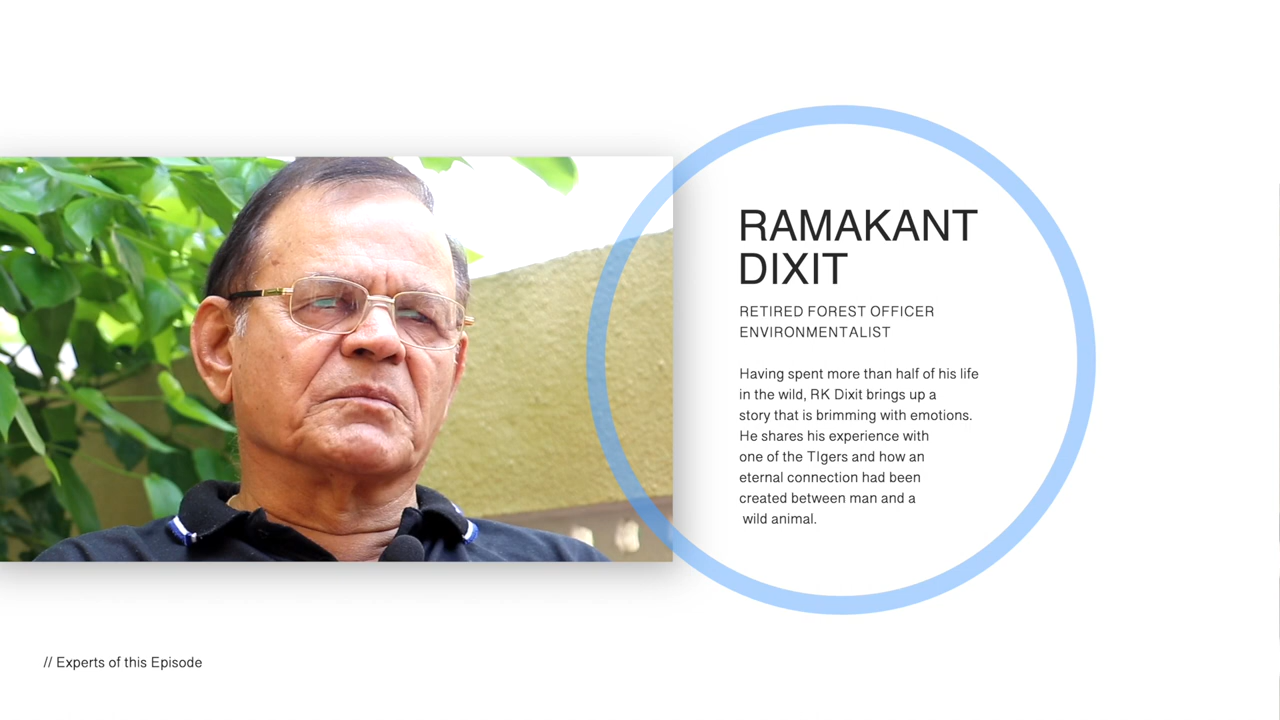 RAMAKANT
DIXIT
RETIRED FOREST OFFICER
ENVIRONMENTALIST
Having spent more than half of his life
in the wild, RK Dixit brings up a
story that is brimming with emotions.
He shares his experience with
one of the TIgers and how an
eternal connection had been
created between man and a
wild animal.
// Experts of this Episode